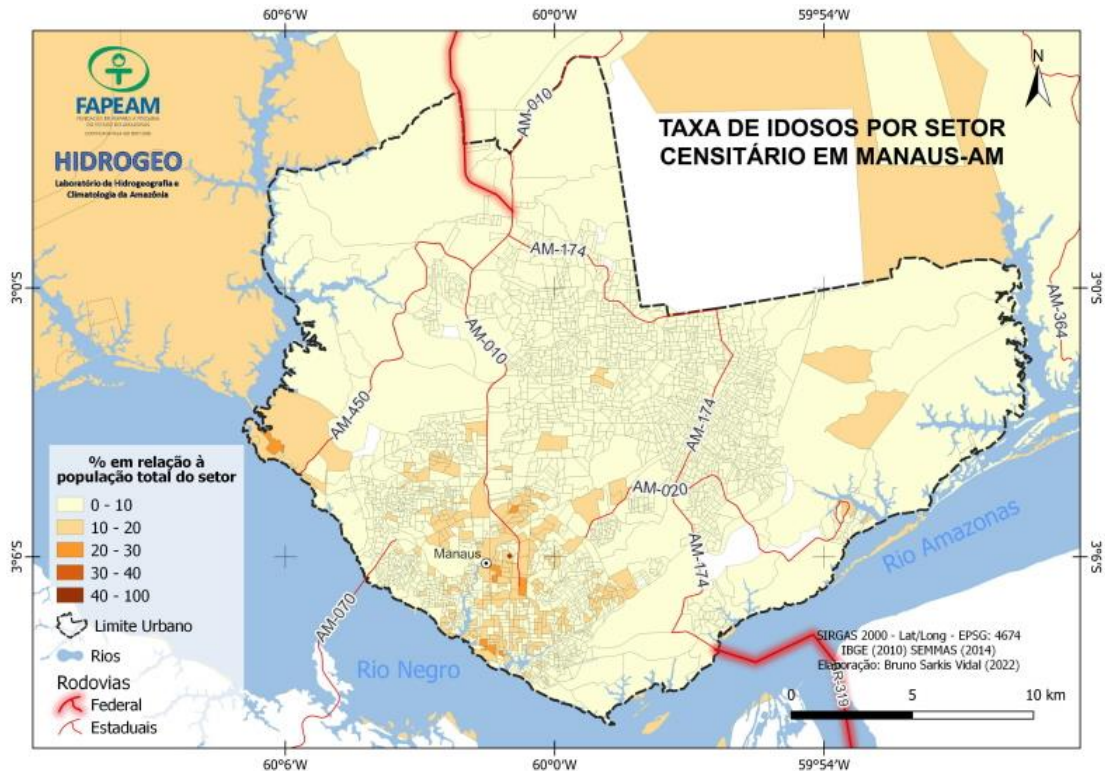 60°6'W
60°0'W
59°54'W
FAPEAM
HIDROGEO
Laboratório de Hidrogeografia e
Climatologia da Amazônia
N
TAXA DE IDOSOS POR SETOR
CENSITÁRIO EM MANAUS-AM
AM-010
AM-174
3°0'S
3°0'S
AM-364
AM-010
AM-450
AM-174
AM-020
% em relação à
população total do setor
0 - 10
10 - 20
20 - 30
30 - 40
40 - 100
Limite Urbano
Rios
Rodovias
Federal
Estaduais
Manaus
3°6'S
3°6'S
AM-070
AM-174
Rio Amazonas
Rio Negro
SIRGAS 2000 - Lat/Long - EPSG: 4674
IBGE (2010) SEMMAS (2014)
Elaboração: Bruno Sarkis Vidal (2022)
BR-319
0 5 10 km
60°6'W
60°0'W
59°54'W